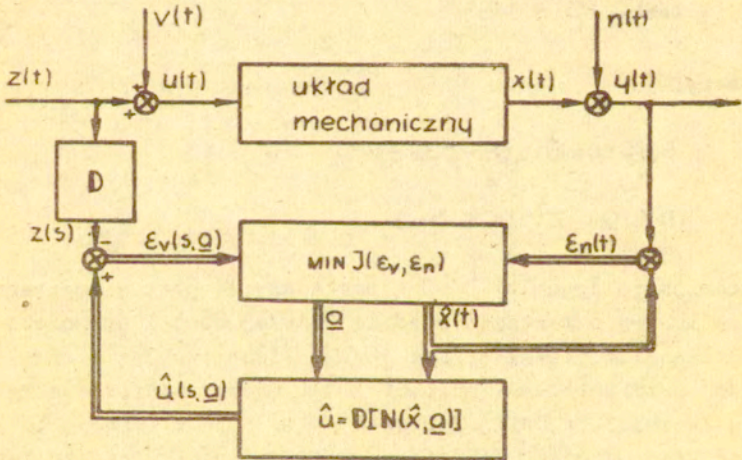 v(t)
n(t)
z(t)
+
+
u(t)
układ
mechaniczny
x(t)
y(t)
D
z(s)
-
+
εv(s,a)
MIN J(εv,εn)
εn(t)
a
x̂(t)
û(s,a)
û=D[N(x̂,a)]